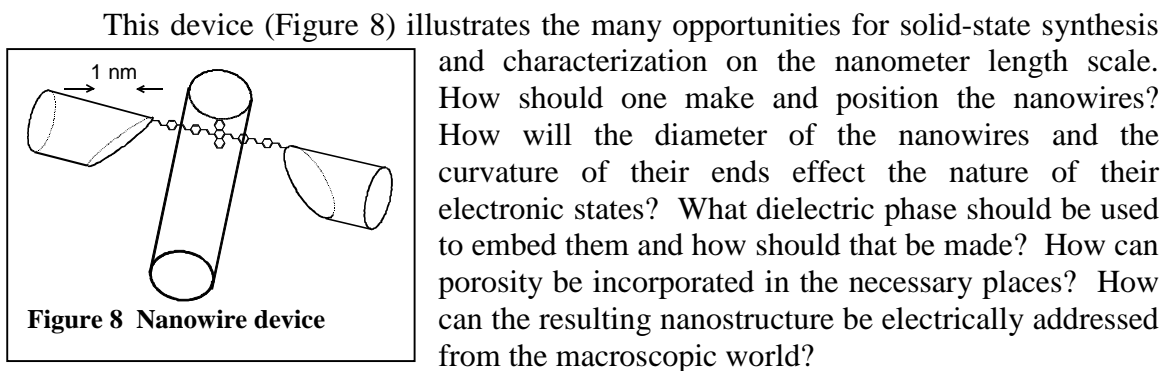 This device (Figure 8) illustrates the many opportunities for solid-state synthesis
1 nm
Figure 8 Nanowire device
and characterization on the nanometer length scale.
How should one make and position the nanowires?
How will the diameter of the nanowires and the
curvature of their ends effect the nature of their
electronic states? What dielectric phase should be used
to embed them and how should that be made? How can
porosity be incorporated in the necessary places? How
can the resulting nanostructure be electrically addressed
from the macroscopic world?